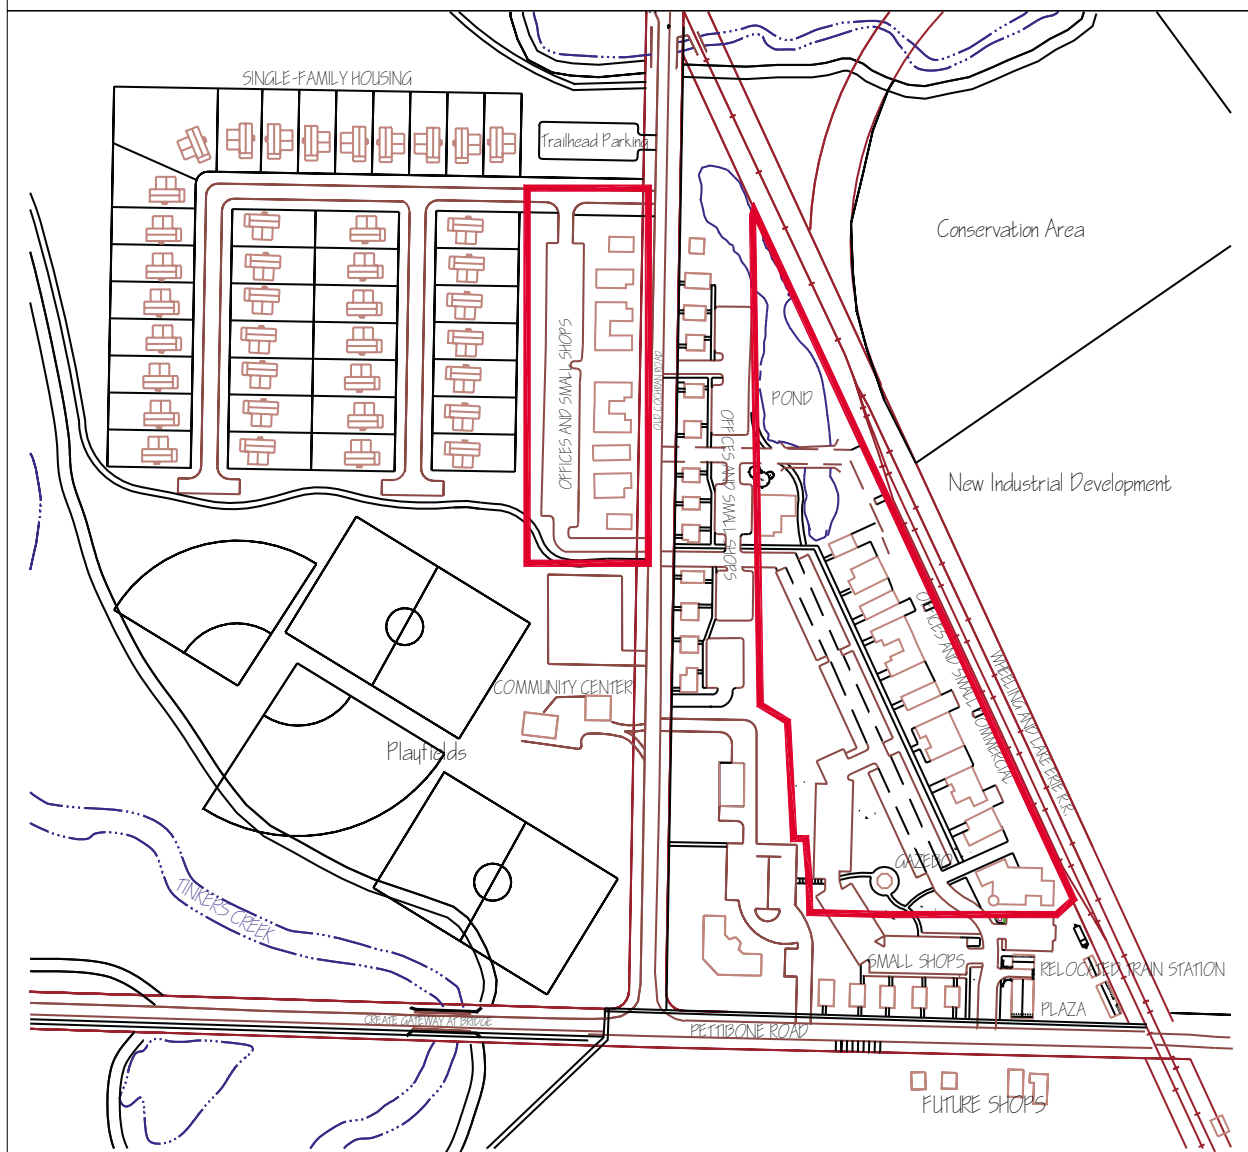 SINGLE-FAMILY HOUSING
Trailhead Parking
Conservation Area
OFFICES AND SMALL SHOPS
OLD COCHRAN ROAD
POND
OFFICES AND SMALL SHOPS
New Industrial Development
OFFICES AND SMALL COMMERCIAL
WHEELING AND LAKE ERIE R.R.
COMMUNITY CENTER
Playfields
GAZEBO
TINKERS CREEK
SMALL SHOPS
RELOCATED TRAIN STATION
PLAZA
CREATE GATEWAY AT BRIDGE
PETTIBONE ROAD
FUTURE SHOPS